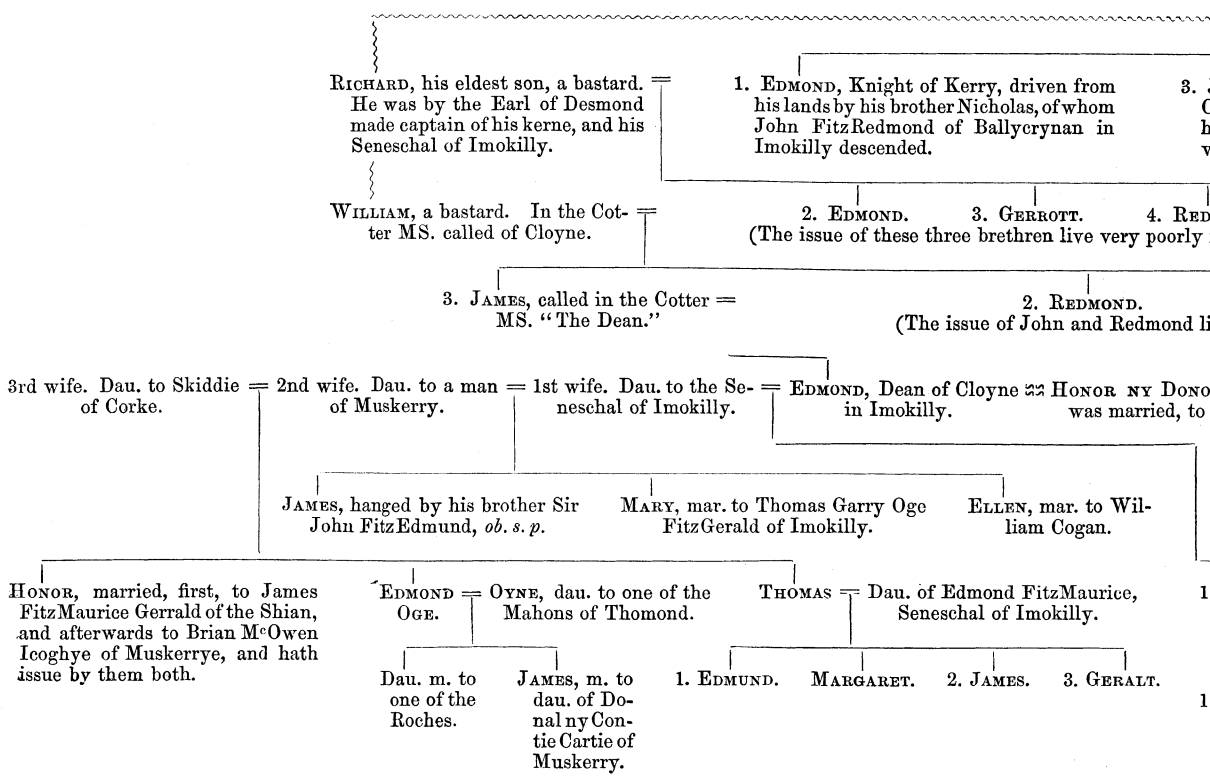 RICHARD, his eldest son, a bastard. =
He was by the Earl of Desmond
made captain of his kerne, and his
Seneschal of Imokilly.
1. EDMOND, Knight of Kerry, driven from
his lands by his brother Nicholas, of whom
John FitzRedmond of Ballycrynan in
Imokilly descended.
3.
WILLIAM, a bastard. In the Cot- =
ter MS. called of Cloyne.
2. EDMOND. 3. GERROTT. 4. RED
(The issue of these three brethren live very poorly
3. JAMES, called in the Cotter =
MS. “The Dean.”
2. REDMOND.
(The issue of John and Redmond li
3rd wife. Dau. to Skiddie =
of Corke.
2nd wife. Dau. to a man =
of Muskerry.
1st wife. Dau. to the Se- =
neschal of Imokilly.
EDMOND, Dean of Cloyne
in Imokilly.
HONOR NY DONO
was married, to
JAMES, hanged by his brother Sir
John FitzEdmund, ob. s. p.
MARY, mar. to Thomas Garry Oge
FitzGerald of Imokilly.
ELLEN, mar. to Wil-
liam Cogan.
HONOR, married, first, to James
FitzMaurice Gerrald of the Shian,
and afterwards to Brian McOwen
Icoghye of Muskerrye, and hath
issue by them both.
EDMOND =
OGE.
OYNE, dau. to one of the
Mahons of Thomond.
THOMAS =
Dau. of Edmond FitzMaurice,
Seneschal of Imokilly.
1
Dau. m. to
one of the
Roches.
JAMES, m. to
dau. of Do-
nal ny Con-
tie Cartie of
Muskerry.
1. EDMUND. MARGARET. 2. JAMES. 3. GERALT.
1